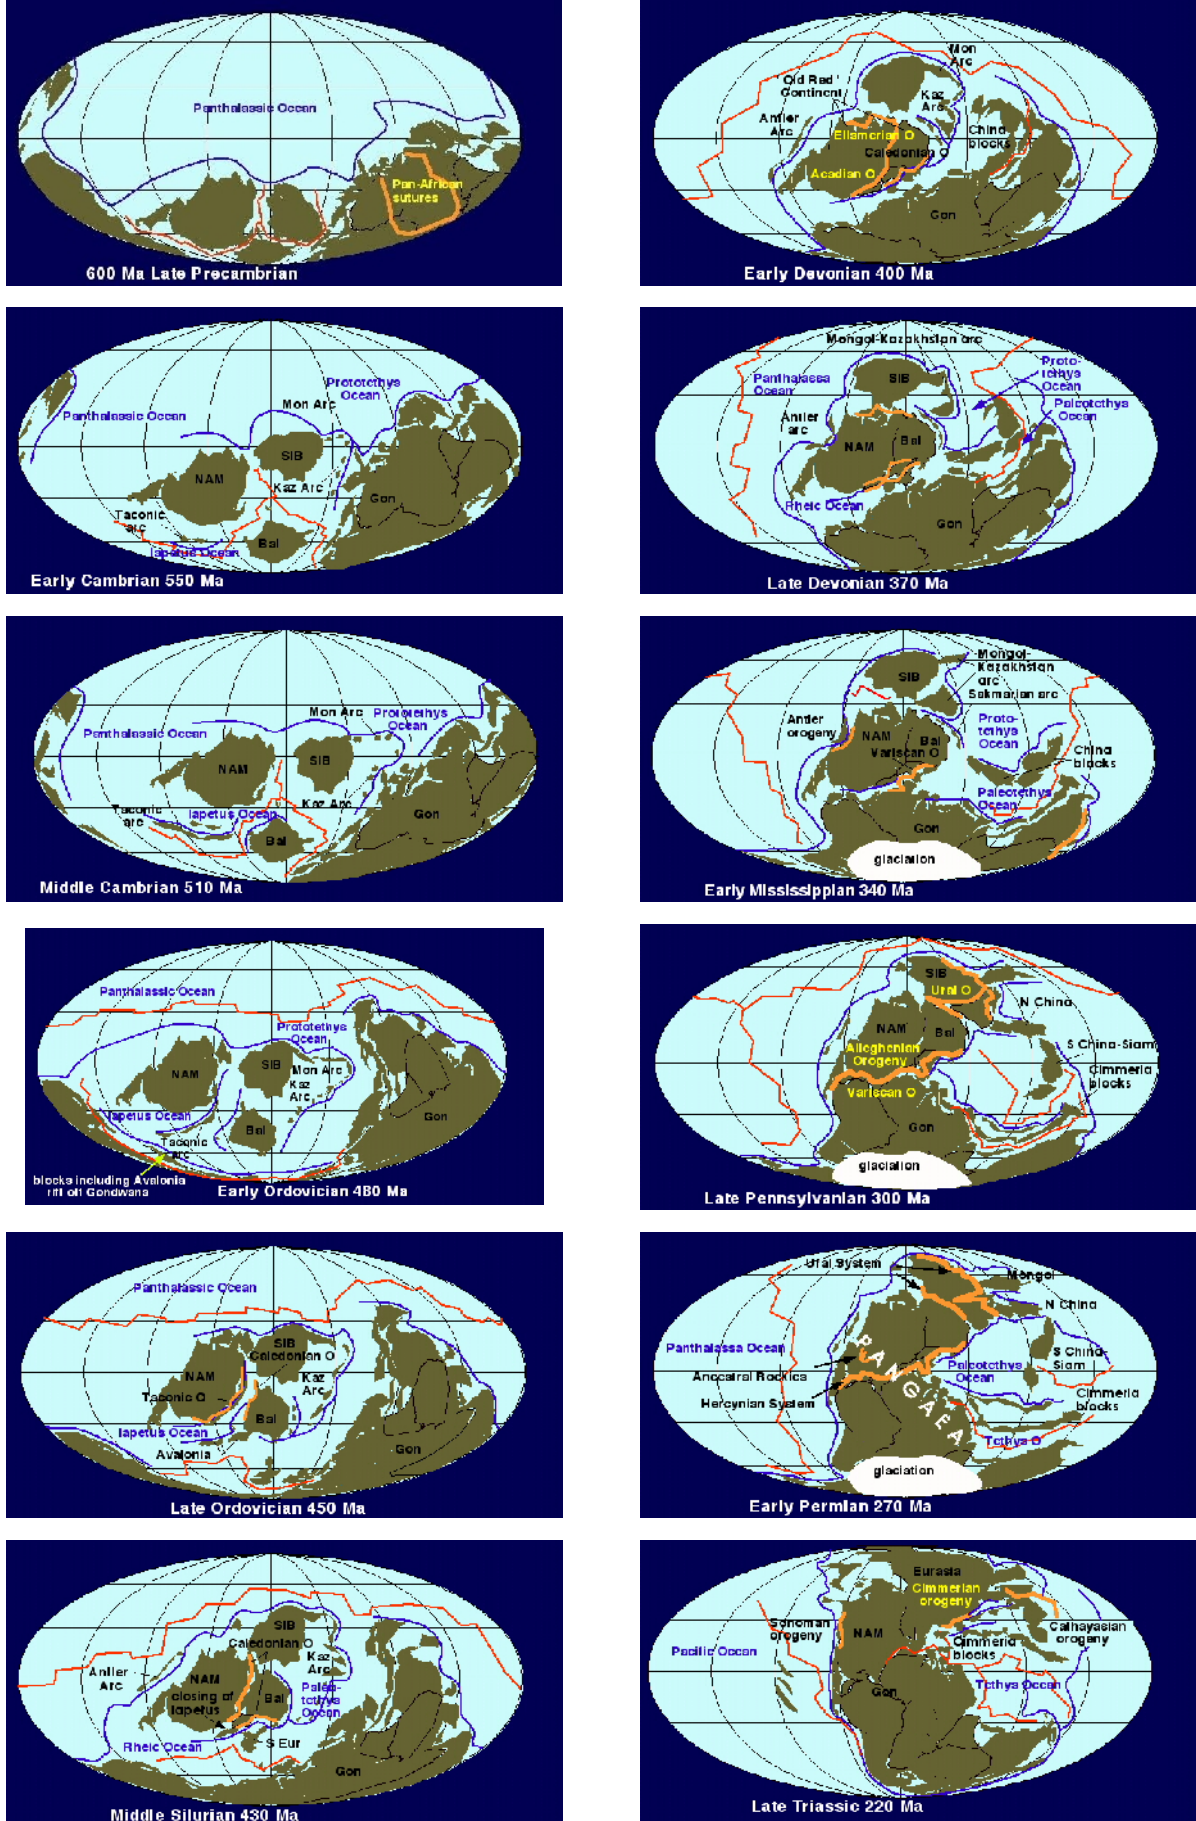 Panthalassic Ocean
Pan-African
sutures
600 Ma Late Precambrian
Prototethys
Ocean
Mon Arc
Panthalassic Ocean
SIB
NAM
Kaz Arc
Gon
Taconic
arc
Bal
Iapetus Ocean
Early Cambrian 550 Ma
Mon Arc
Prototethys
Ocean
Panthalassic Ocean
SIB
NAM
Kaz Arc
Taconic
arc
Iapetus Ocean
Gon
Bal
Middle Cambrian 510 Ma
Panthalassic Ocean
Prototethys
Ocean
SIB
Mon Arc
NAM
Kaz
Arc
Iapetus Ocean
Gon
Bal
Taconic
arc
blocks including Avalonia
rift off Gondwana
Early Ordovician 480 Ma
Panthalassic Ocean
SIB
Caledonian O
NAM
Kaz
Arc
Taconic O
Bal
Iapetus Ocean
Avalonia
Gon
Late Ordovician 450 Ma
SIB
Caledonian O
Kaz
Arc
Antler
Arc
NAM
Paleo-
tethys
Ocean
closing of
Iapetus
Bal
Rheic Ocean
S Eur
Gon
Middle Silurian 430 Ma
Mon
Arc
'Old Red'
Continent
Kaz
Arc
Antler
Arc
Ellsmerian O
China
blocks
Caledonian O
Acadian O
Gon
Early Devonian 400 Ma
Mongol-Kazakhstan arc
Proto-
tethys
Ocean
Panthalassa
Ocean
SIB
Paleotethys
Ocean
Antler
arc
NAM
Bal
Rheic Ocean
Gon
Late Devonian 370 Ma
Mongol-
Kazakhstan
arc
SIB
Sakmarian arc
Antler
orogeny
Proto-
tethys
Ocean
NAM
Bal
Variscan O
China
blocks
Paleotethys
Ocean
Gon
glaciation
Early Mississippian 340 Ma
SIB
Ural O
N China
NAM
Bal
S China-Siam
Alleghenian
Orogeny
Cimmeria
blocks
Variscan O
Gon
glaciation
Late Pennsylvanian 300 Ma
Ural System
Mongol
N China
Panthalassa Ocean
PANGAEA
S China-
Siam
Paleotethys
Ocean
Ancestral Rockies
Cimmeria
blocks
Hercynian System
Tethys O
glaciation
Early Permian 270 Ma
Eurasia
Cimmerian
orogeny
Sonoman
orogeny
NAM
Cathaysian
orogeny
Cimmeria
blocks
Pacific Ocean
Tethys Ocean
Gon
Late Triassic 220 Ma